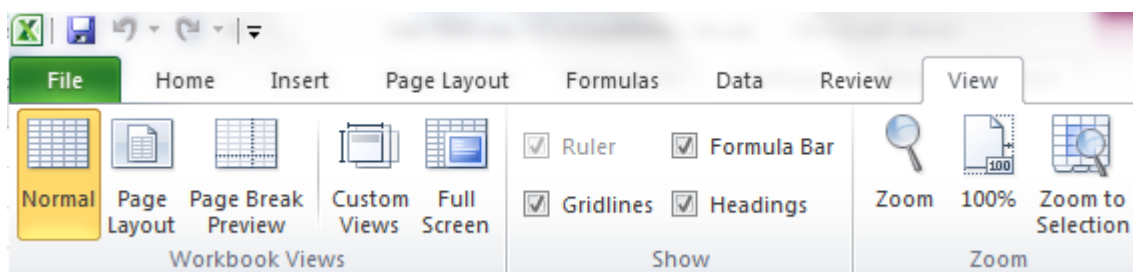 File Home Insert Page Layout Formulas Data Review View
Ruler Formula Bar
100
Normal Page Layout Page Break Preview Custom Views Full Screen Gridlines Headings Zoom 100% Zoom to Selection
Workbook Views Show Zoom